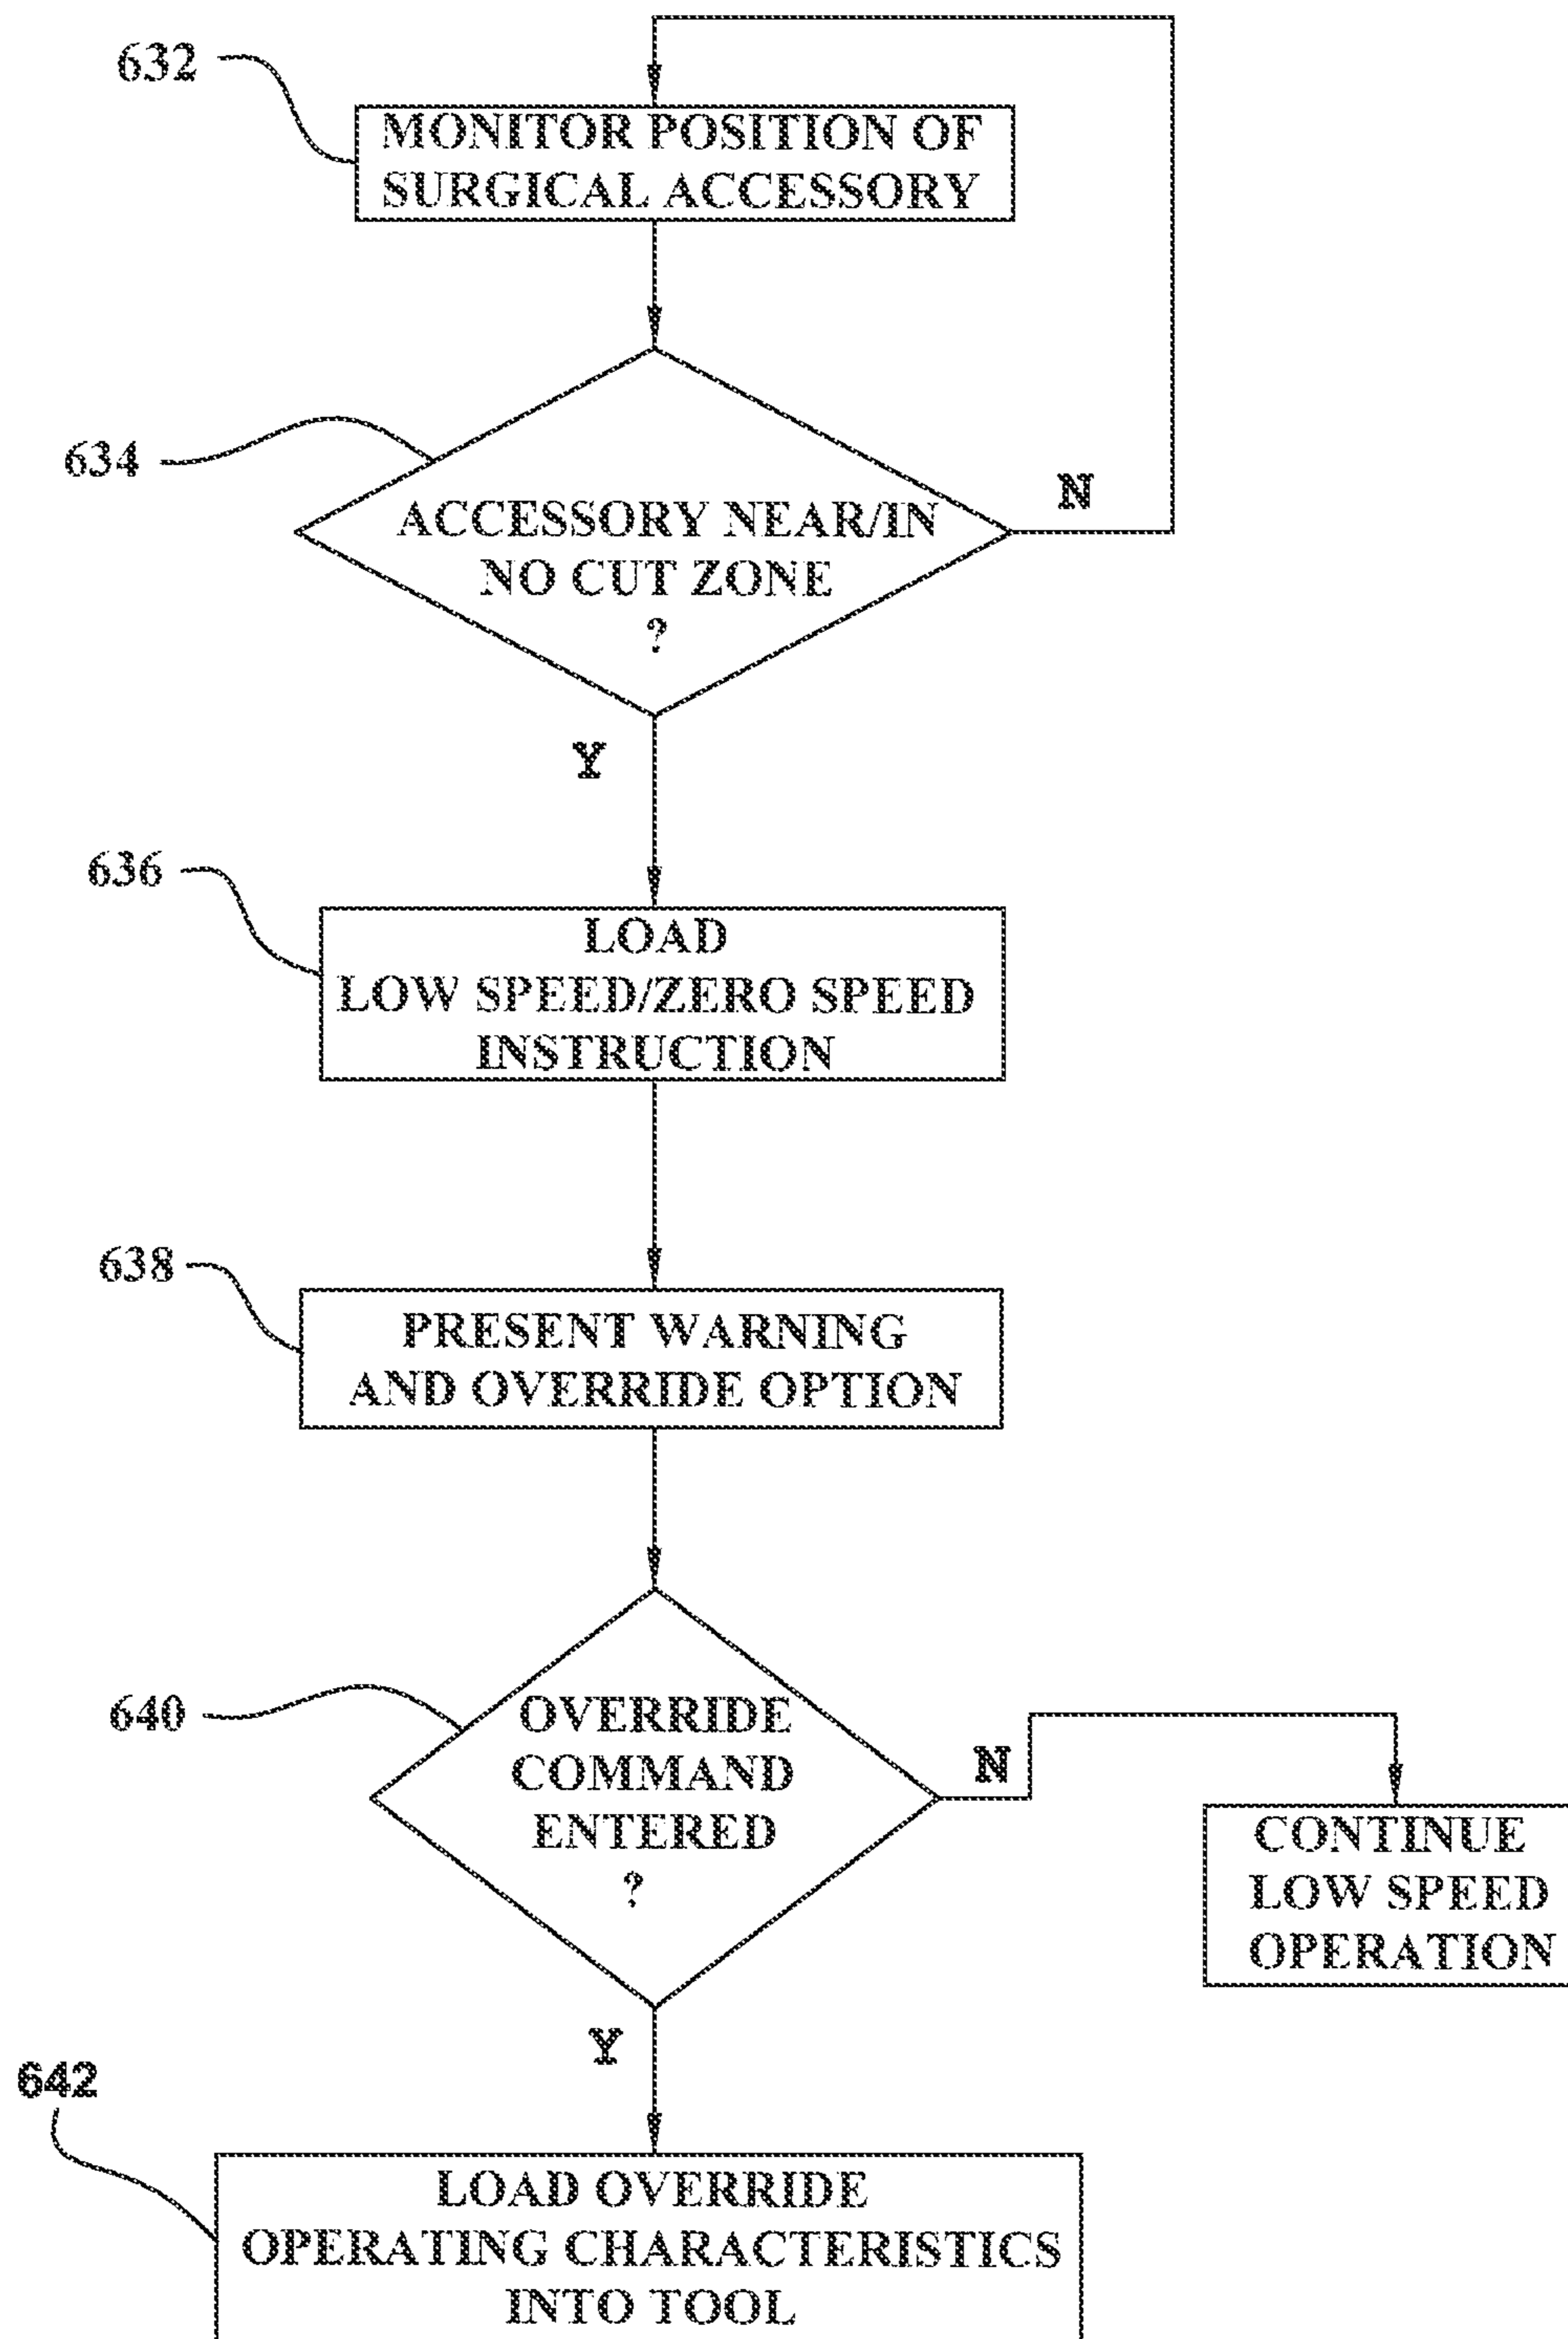 632
MONITOR POSITION OF
SURGICAL ACCESSORY
634
ACCESSORY NEAR/IN
NO CUT ZONE
?
N
Y
636
LOAD
LOW SPEED/ZERO SPEED
INSTRUCTION
638
PRESENT WARNING
AND OVERRIDE OPTION
640
OVERRIDE
COMMAND
ENTERED
?
N
CONTINUE
LOW SPEED
OPERATION
Y
642
LOAD OVERRIDE
OPERATING CHARACTERISTICS
INTO TOOL